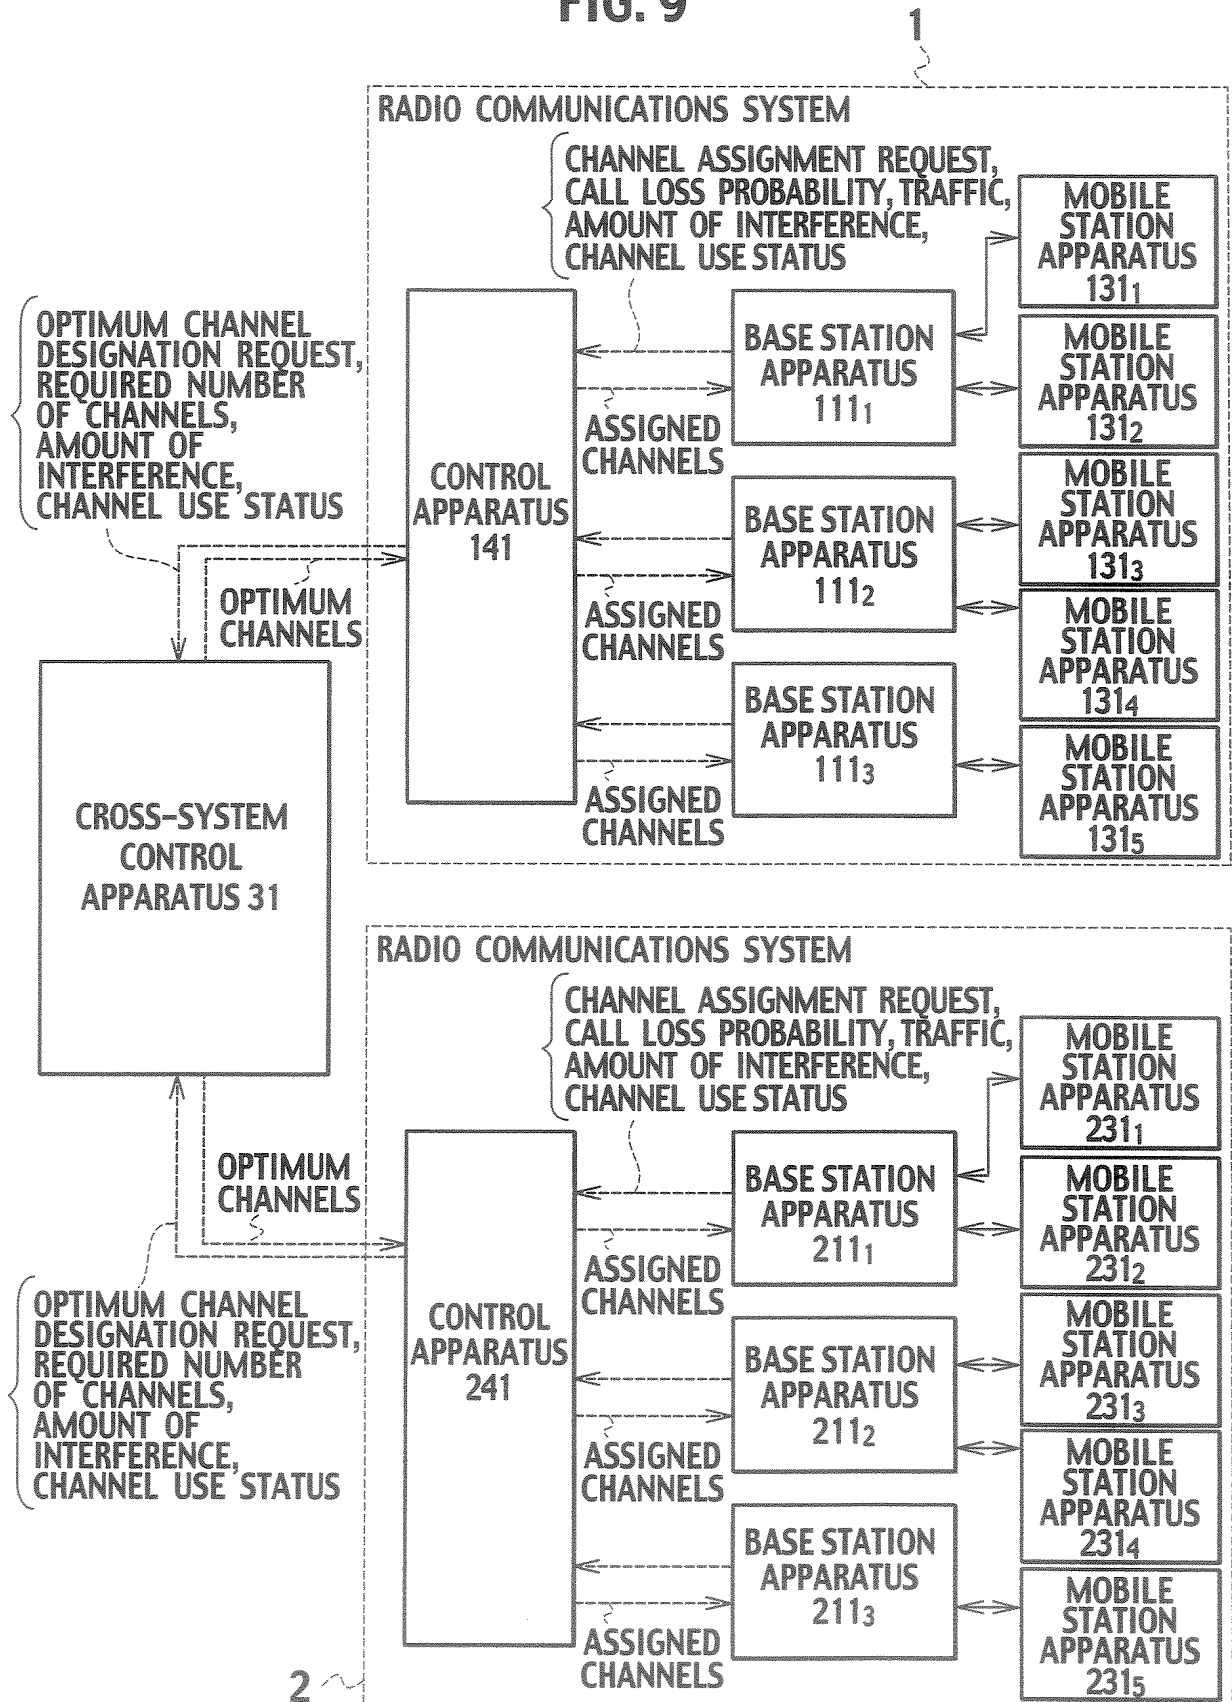 FIG. 9
1
RADIO COMMUNICATIONS SYSTEM
CHANNEL ASSIGNMENT REQUEST,
CALL LOSS PROBABILITY, TRAFFIC,
AMOUNT OF INTERFERENCE,
CHANNEL USE STATUS
MOBILE
STATION
APPARATUS
131₁
OPTIMUM CHANNEL
DESIGNATION REQUEST,
REQUIRED NUMBER
OF CHANNELS,
AMOUNT OF
INTERFERENCE,
CHANNEL USE STATUS
BASE STATION
APPARATUS
111₁
MOBILE
STATION
APPARATUS
131₂
ASSIGNED
CHANNELS
CONTROL
APPARATUS
141
BASE STATION
APPARATUS
111₂
MOBILE
STATION
APPARATUS
131₃
OPTIMUM
CHANNELS
ASSIGNED
CHANNELS
MOBILE
STATION
APPARATUS
131₄
BASE STATION
APPARATUS
111₃
ASSIGNED
CHANNELS
MOBILE
STATION
APPARATUS
131₅
CROSS-SYSTEM
CONTROL
APPARATUS 31
RADIO COMMUNICATIONS SYSTEM
CHANNEL ASSIGNMENT REQUEST,
CALL LOSS PROBABILITY, TRAFFIC,
AMOUNT OF INTERFERENCE,
CHANNEL USE STATUS
MOBILE
STATION
APPARATUS
231₁
OPTIMUM
CHANNELS
BASE STATION
APPARATUS
211₁
MOBILE
STATION
APPARATUS
231₂
ASSIGNED
CHANNELS
OPTIMUM CHANNEL
DESIGNATION REQUEST,
REQUIRED NUMBER
OF CHANNELS,
AMOUNT OF
INTERFERENCE,
CHANNEL USE STATUS
CONTROL
APPARATUS
241
BASE STATION
APPARATUS
211₂
MOBILE
STATION
APPARATUS
231₃
ASSIGNED
CHANNELS
MOBILE
STATION
APPARATUS
231₄
BASE STATION
APPARATUS
211₃
ASSIGNED
CHANNELS
MOBILE
STATION
APPARATUS
231₅
2